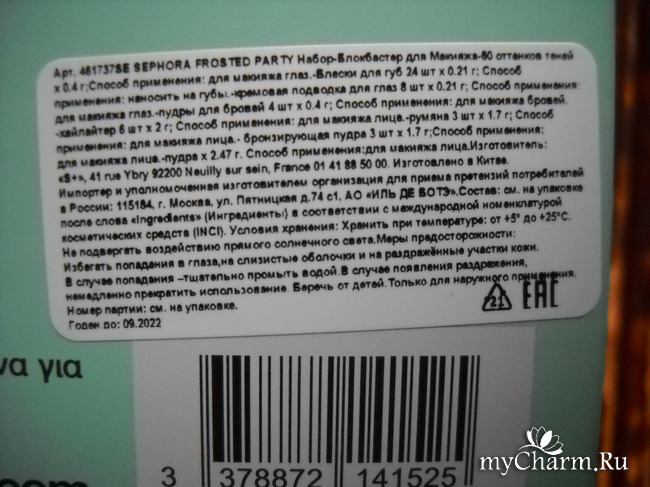 Арт. 461737SE SEPHORA FROSTED PARTY Набор-Блокбастер для Макияжа-60 оттанков теней
х 0.4 г;Способ применения: для макияжа глаз.-Блески для губ 24 шт х 0.21 г; Способ
применения: наносить на губы.-кремовая подводка для глаз 8 шт х 0.21 г; Способ применения:
для макияжа глаз.-пудры для бровей 4 шт х 0.4 г; Способ применения: для макияжа бровей.
-хайлайтер 6 шт х 2 г; Способ применения: для макияжа лица.-румяна 3 шт х 1.7 г; Способ
применения: для макияжа лица.- бронзирующая пудра 3 шт х 1.7 г;Способ применения:
для макияжа лица.-пудра х 2.47 г. Способ применения:для макияжа лица.Изготовитель:
«S+», 41 rue Ybry 92200 Neuilly sur sein, France 01 41 88 50 00. Изготовлено в Китае.
Импортер и уполномоченная изготовителем организация для приема претензий потребителей
в России: 115184, г. Москва, ул. Пятницкая д.74 с1, АО «ИЛЬ ДЕ БОТЭ».Состав: см. на упаковке
после слова «Ingredients» (Ингредиенты) в соответствии с международной номенклатурой
косметических средств (INCI). Условия хранения: Хранить при температуре: от +5° до +25°C.
Не подвергать воздействию прямого солнечного света.Меры предосторожности:
Избегать попадания в глаза,на слизистые оболочки и на раздражённые участки кожи.
В случае попадания –тщательно промыть водой.В случае появления раздражения,
немедленно прекратить использование. Беречь от детей.Только для наружного применения.
Номер партии: см. на упаковке.
Годен до: 09.2022
21 EAC
να για
com
3 378872 141525
myCharm.Ru